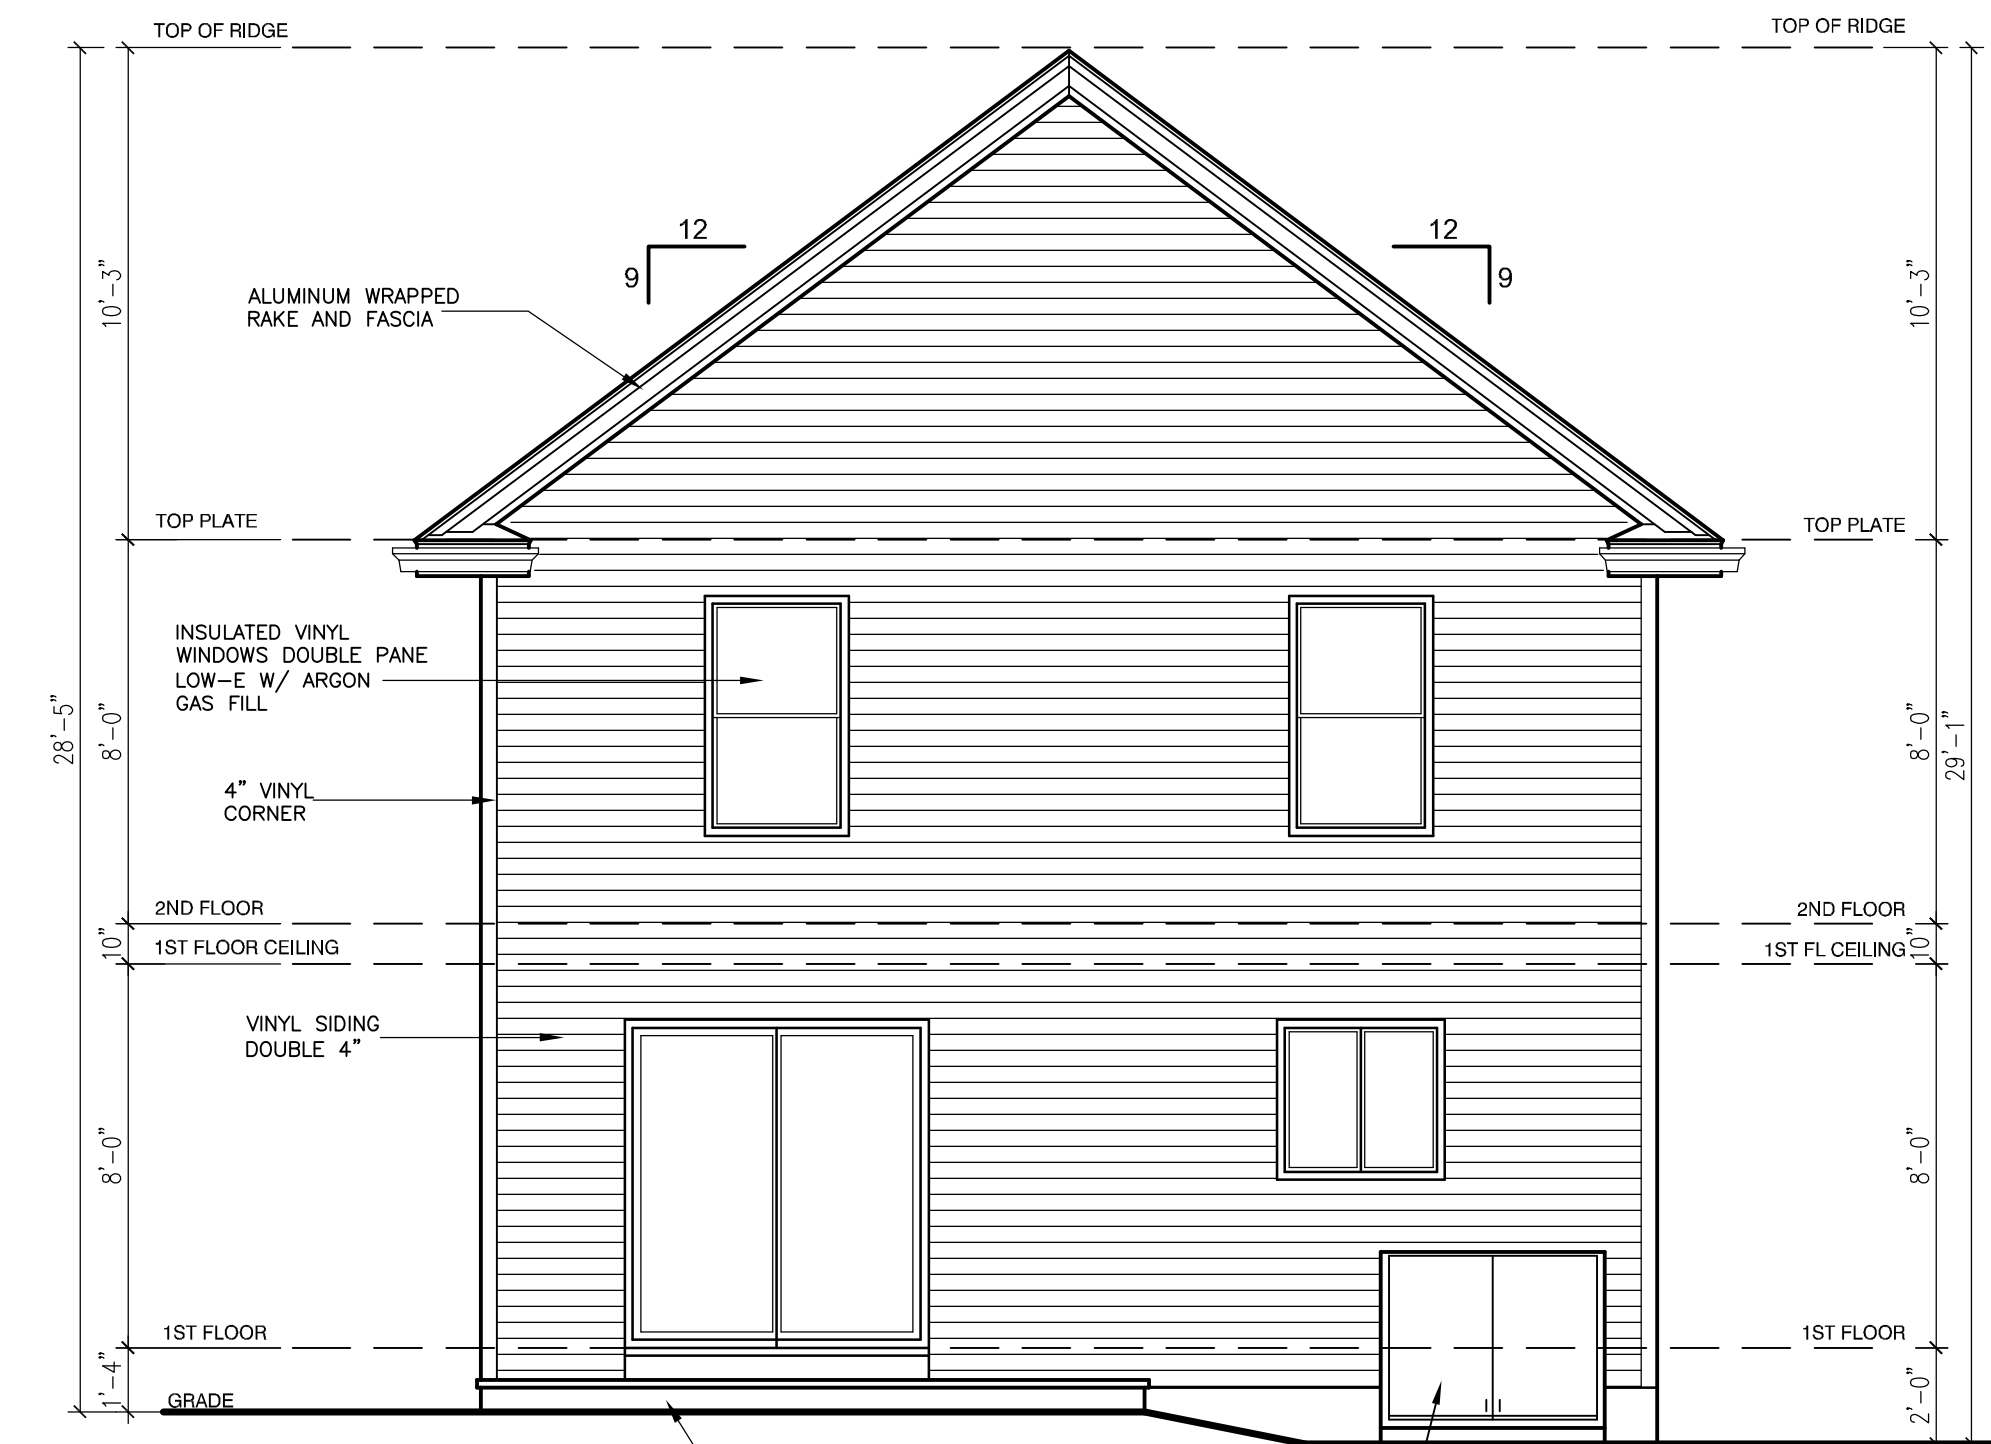 TOP OF RIDGE
TOP OF RIDGE
12
9
12
9
10'-3"
10'-3"
ALUMINUM WRAPPED
RAKE AND FASCIA
TOP PLATE
TOP PLATE
INSULATED VINYL
WINDOWS DOUBLE PANE
LOW-E W/ ARGON
GAS FILL
28'-5"
8'-0"
8'-0"
29'-1"
4" VINYL
CORNER
2ND FLOOR
2ND FLOOR
10"
1ST FLOOR CEILING
1ST FL CEILING
10"
VINYL SIDING
DOUBLE 4"
8'-0"
8'-0"
1ST FLOOR
1ST FLOOR
1'-4"
GRADE
2'-0"